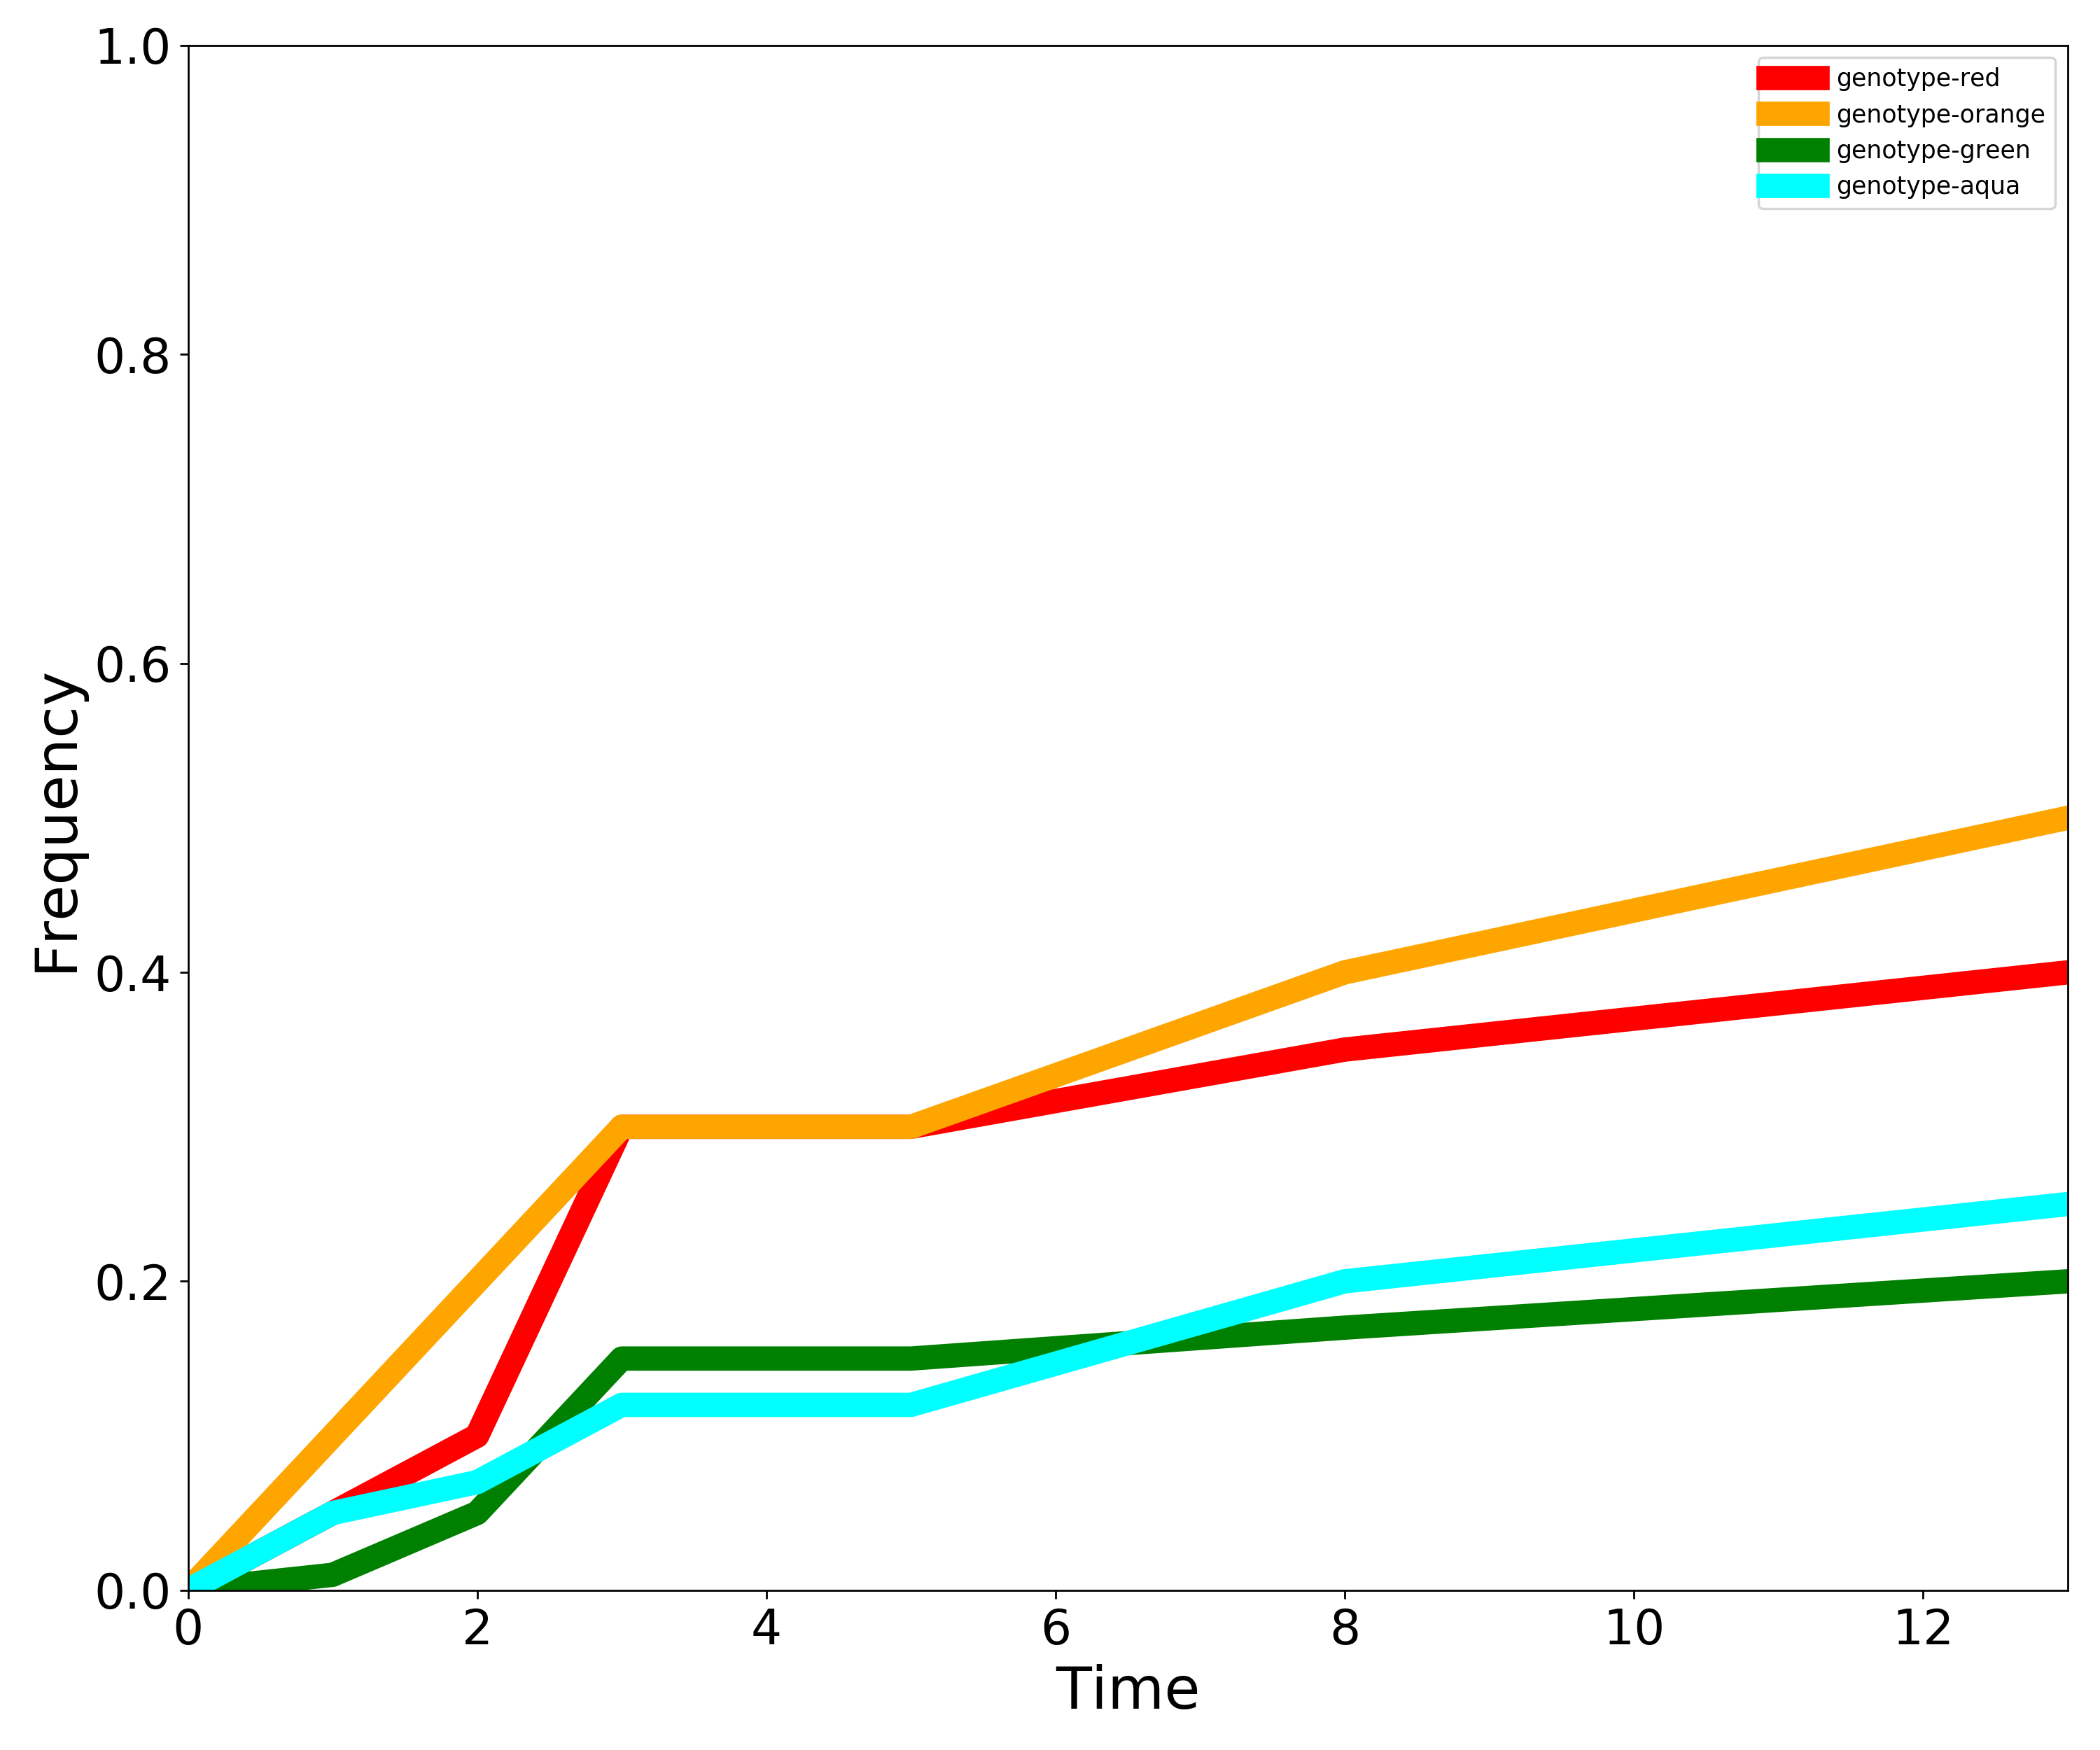 1.0
0.8
0.6
0.4
0.2
0.0
Frequency
0 2 4 6 8 10 12
Time
genotype-red
genotype-orange
genotype-green
genotype-aqua